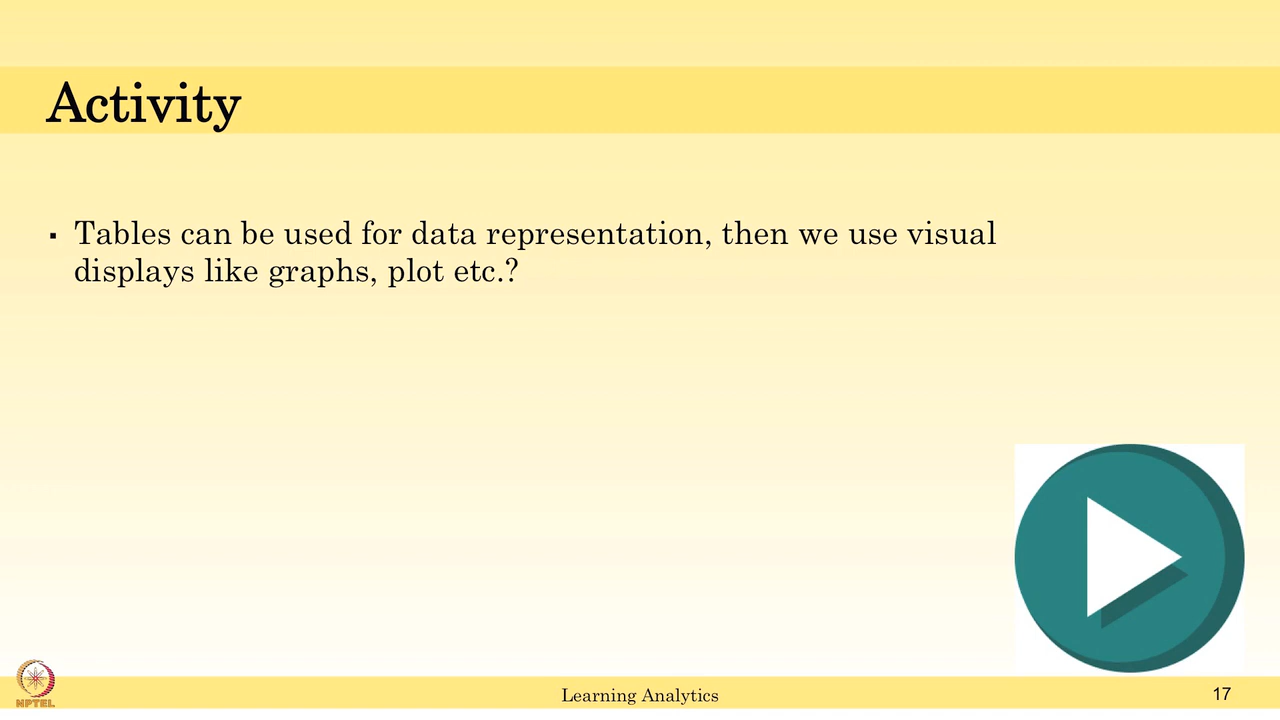 Activity
▪ Tables can be used for data representation, then we use visual
displays like graphs, plot etc.?
NPTEL
Learning Analytics
17